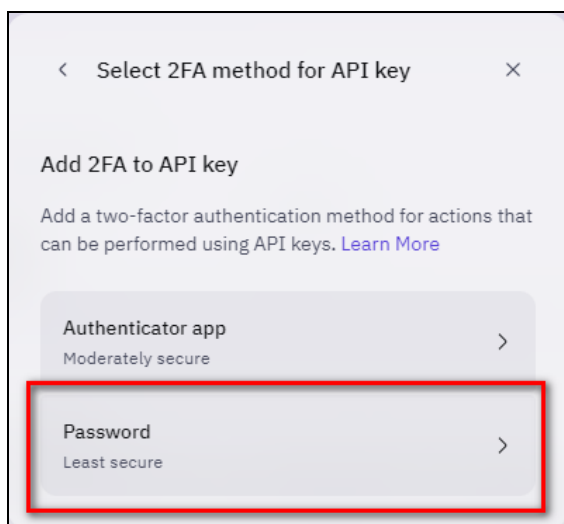 Select 2FA method for API key
Add 2FA to API key
Add a two-factor authentication method for actions that
can be performed using API keys. Learn More
Authenticator app
Moderately secure
Password
Least secure